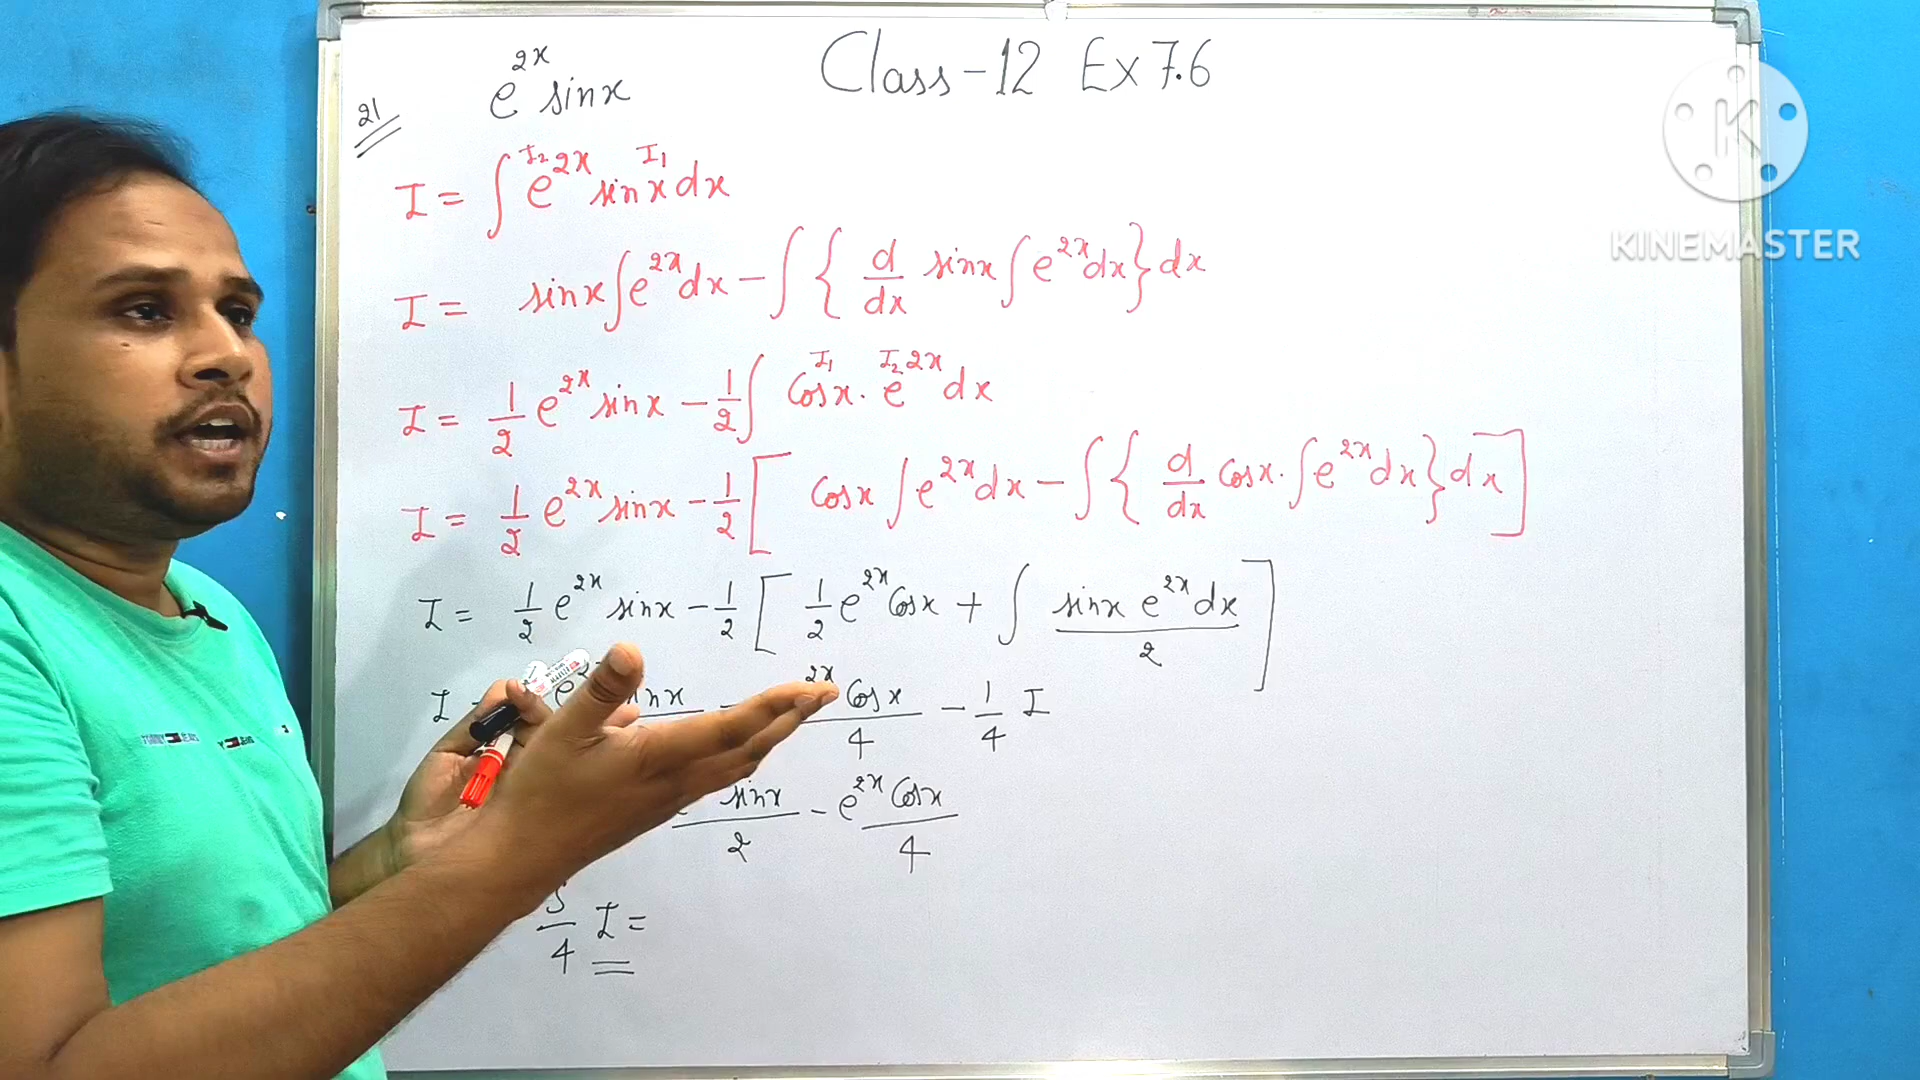 Class-12 Ex 7.6
21 e^2x sinx
I = ∫ e^2x sinx dx
I₂ I₁
I = sinx ∫ e^2x dx - ∫ { d/dx sinx ∫ e^2x dx } dx
I = 1/2 e^2x sinx - 1/2 ∫ Cosx . e^2x dx
I₁ I₂
I = 1/2 e^2x sinx - 1/2 [ Cosx ∫ e^2x dx - ∫ { d/dx Cosx . ∫ e^2x dx } dx ]
I = 1/2 e^2x sinx - 1/2 [ 1/2 e^2x Cosx + ∫ sinx e^2x dx / 2 ]
I 2x Cosx / 4 - 1/4 I
sinx / 2 - e^2x Cosx / 4
5/4 I =
K
KINEMASTER